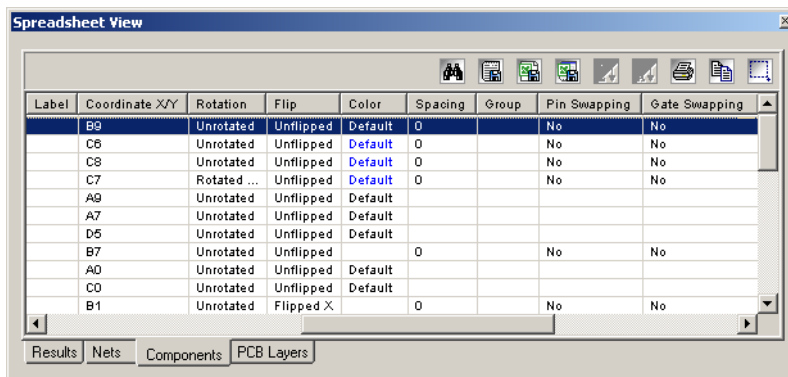 Spreadsheet View
Label Coordinate X/Y Rotation Flip Color Spacing Group Pin Swapping Gate Swapping
B9 Unrotated Unflipped Default 0 No No
C6 Unrotated Unflipped Default 0 No No
C8 Unrotated Unflipped Default 0 No No
C7 Rotated ... Unflipped Default 0 No No
A9 Unrotated Unflipped Default
A7 Unrotated Unflipped Default
D5 Unrotated Unflipped Default
B7 Unrotated Unflipped 0 No No
A0 Unrotated Unflipped Default
C0 Unrotated Unflipped Default
B1 Unrotated Flipped X 0 No No
Results Nets Components PCB Layers